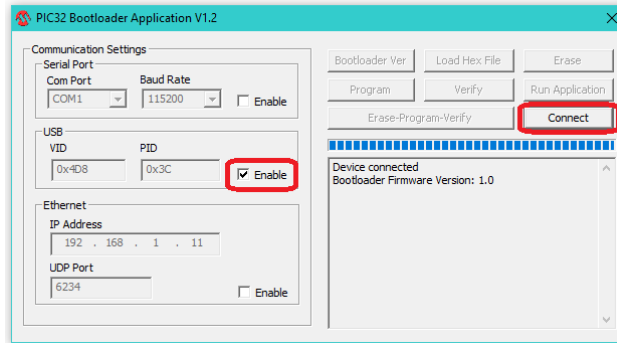 PIC32 Bootloader Application V1.2
Communication Settings
Serial Port
Com Port Baud Rate
COM1 115200 Enable
USB
VID PID
0x4D8 0x3C Enable
Ethernet
IP Address
192 . 168 . 1 . 11
UDP Port
6234 Enable
Bootloader Ver Load Hex File Erase
Program Verify Run Application
Erase-Program-Verify Connect
Device connected
Bootloader Firmware Version: 1.0